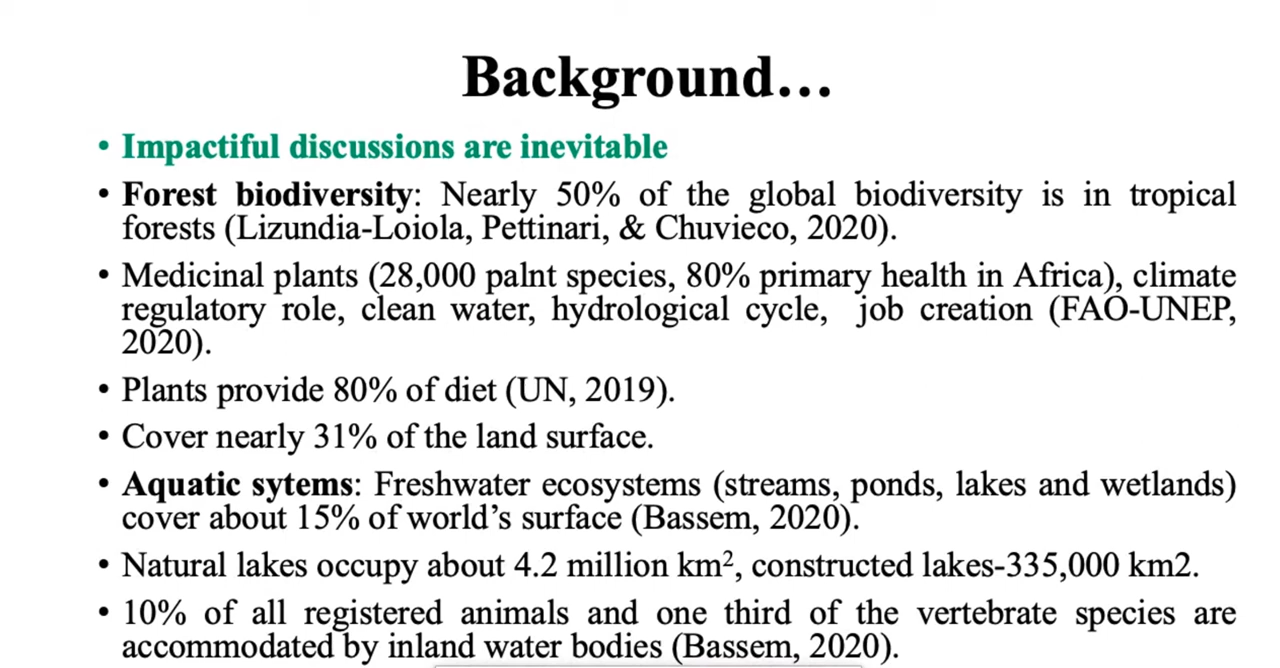 Background…
• Impactiful discussions are inevitable
• Forest biodiversity: Nearly 50% of the global biodiversity is in tropical
forests (Lizundia-Loiola, Pettinari, & Chuvieco, 2020).
• Medicinal plants (28,000 palnt species, 80% primary health in Africa), climate
regulatory role, clean water, hydrological cycle, job creation (FAO-UNEP,
2020).
• Plants provide 80% of diet (UN, 2019).
• Cover nearly 31% of the land surface.
• Aquatic sytems: Freshwater ecosystems (streams, ponds, lakes and wetlands)
cover about 15% of world’s surface (Bassem, 2020).
• Natural lakes occupy about 4.2 million km², constructed lakes-335,000 km2.
• 10% of all registered animals and one third of the vertebrate species are
accommodated by inland water bodies (Bassem, 2020).